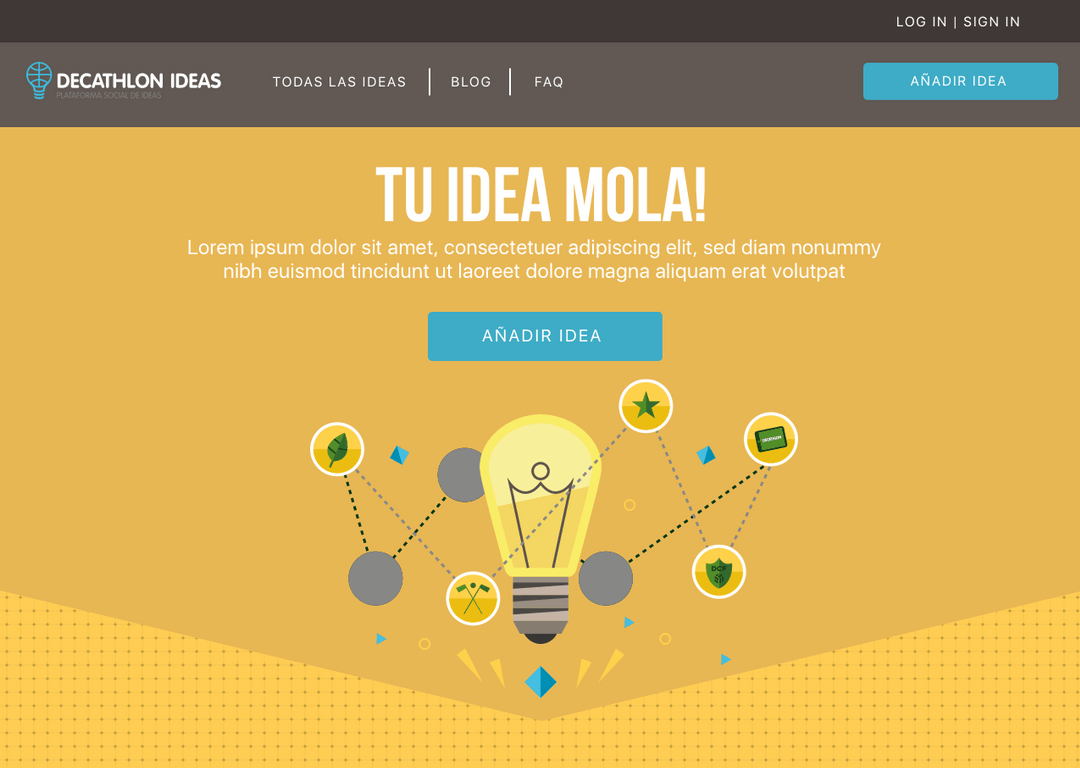 LOG IN | SIGN IN
DECATHLON IDEAS
PLATAFORMA SOCIAL DE IDEAS
TODAS LAS IDEAS
BLOG
FAQ
AÑADIR IDEA
TU IDEA MOLA!
Lorem ipsum dolor sit amet, consectetuer adipiscing elit, sed diam nonummy
nibh euismod tincidunt ut laoreet dolore magna aliquam erat volutpat
AÑADIR IDEA
DECATHLON